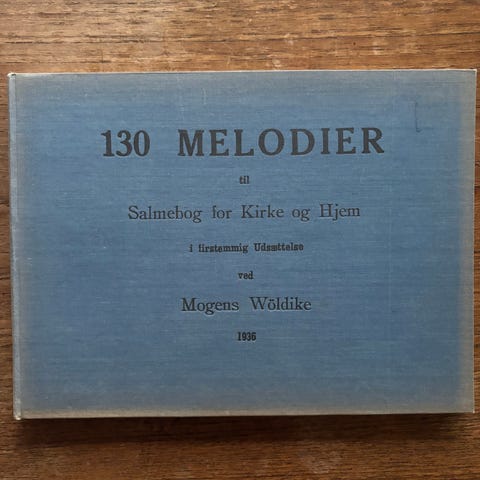 130 MELODIER
til
Salmebog for Kirke og Hjem
i firstemmig Udsættelse
ved
Mogens Wöldike
1936